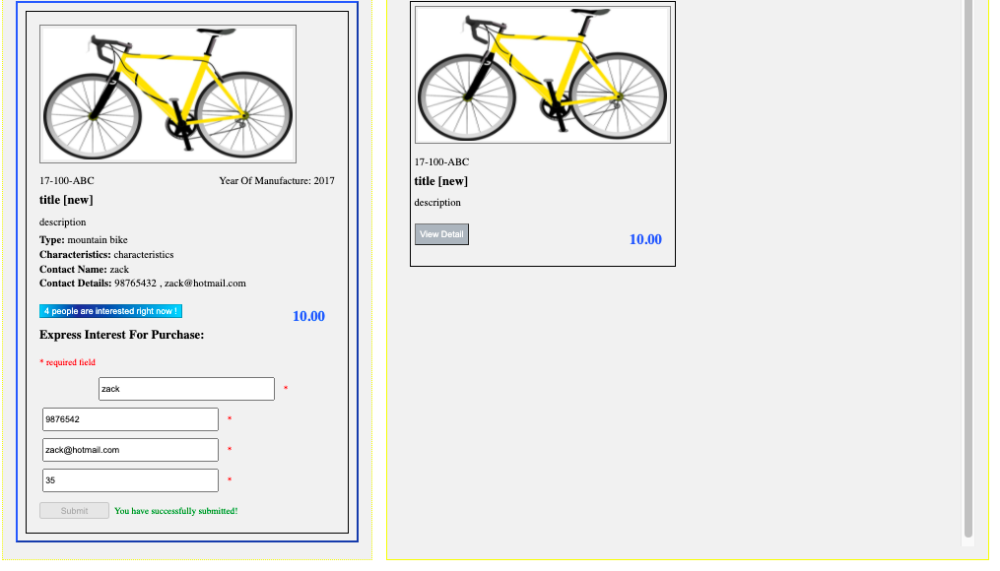 17-100-ABC Year Of Manufacture: 2017
title [new]
description
Type: mountain bike
Characteristics: characteristics
Contact Name: zack
Contact Details: 98765432 , zack@hotmail.com
4 people are interested right now !
10.00
Express Interest For Purchase:
* required field
zack *
9876542 *
zack@hotmail.com *
35 *
Submit You have successfully submitted!
17-100-ABC
title [new]
description
View Detail
10.00